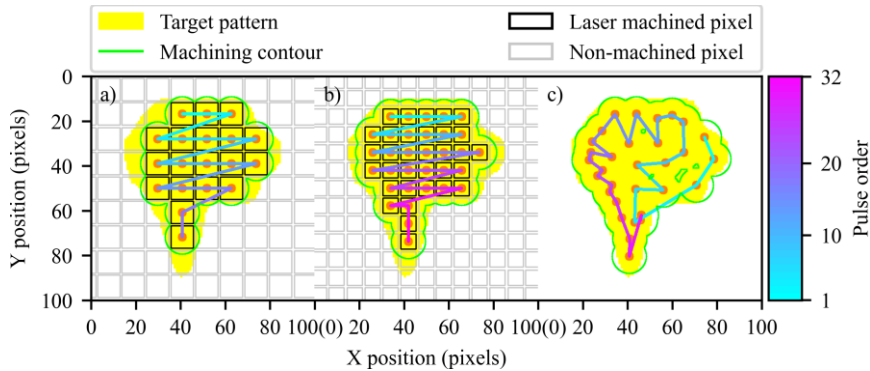 Target pattern
Machining contour
Laser machined pixel
Non-machined pixel
a)
b)
c)
0
20
40
60
80
100
Y position (pixels)
0 20 40 60 80 100(0) 20 40 60 80 100(0) 20 40 60 80 100
X position (pixels)
32
20
10
1
Pulse order